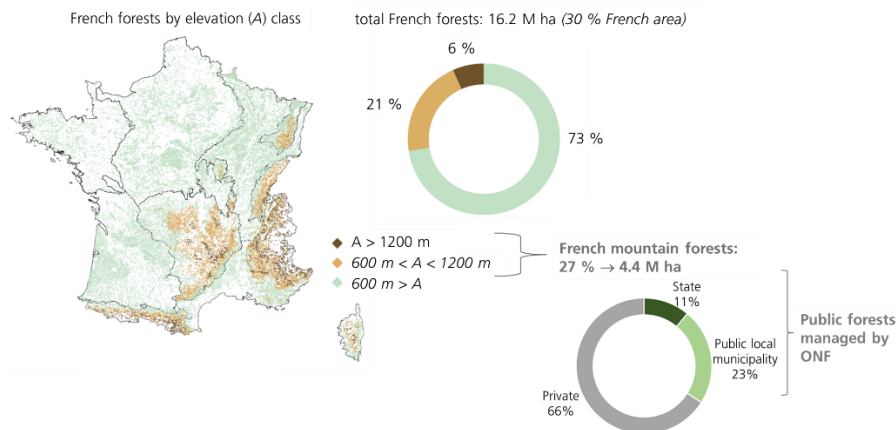 French forests by elevation (A) class
total French forests: 16.2 M ha (30 % French area)
6 %
21 %
73 %
A > 1200 m
600 m < A < 1200 m
600 m > A
French mountain forests:
27 % → 4.4 M ha
State
11%
Public local
municipality
23%
Private
66%
Public forests
managed by
ONF